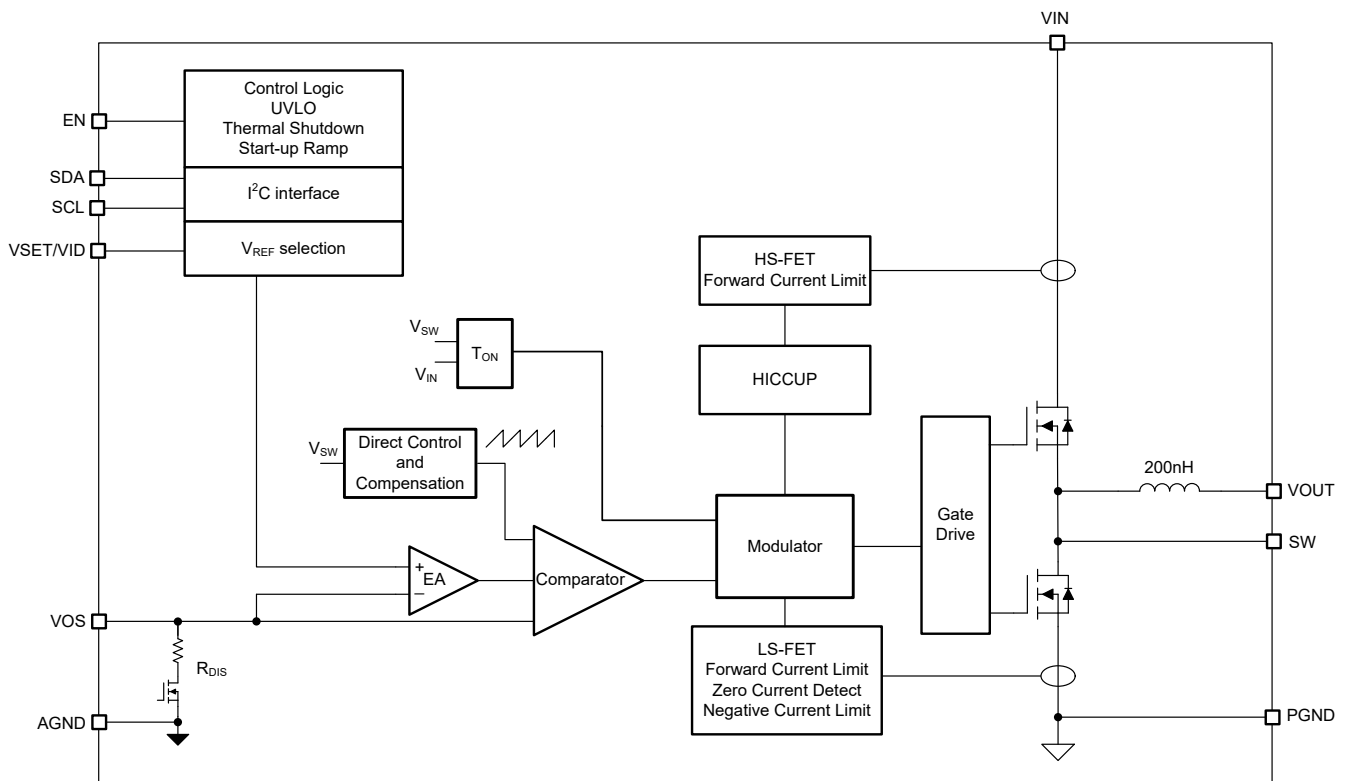 VIN
Control Logic
UVLO
Thermal Shutdown
Start-up Ramp
EN
SDA
I²C interface
SCL
VSET/VID
VREF selection
HS-FET
Forward Current Limit
VSW
TON
VIN
HICCUP
VSW
Direct Control
and
Compensation
200nH
VOUT
Gate
Drive
Modulator
SW
+
EA
−
Comparator
VOS
RDIS
LS-FET
Forward Current Limit
Zero Current Detect
Negative Current Limit
AGND
PGND